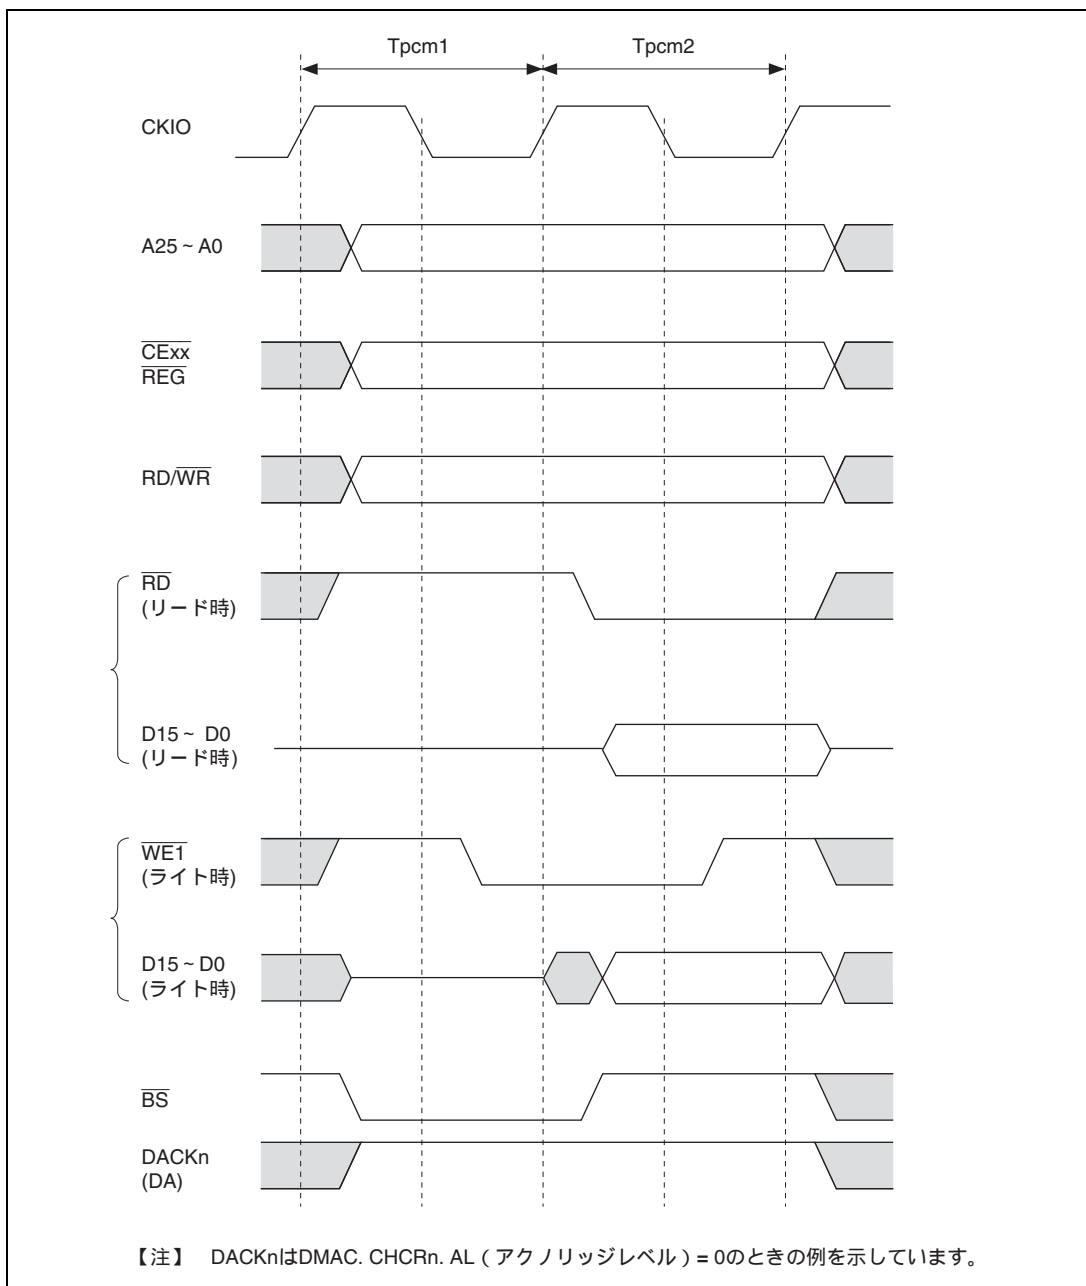 Tpcm1 Tpcm2
CKIO
A25 ~ A0
CExx
REG
RD/WR
RD
(リード時)
D15 ~ D0
(リード時)
WE1
(ライト時)
D15 ~ D0
(ライト時)
BS
DACKn
(DA)
【注】 DACKnはDMAC. CHCRn. AL ( アクノリッジレベル ) = 0のときの例を示しています。